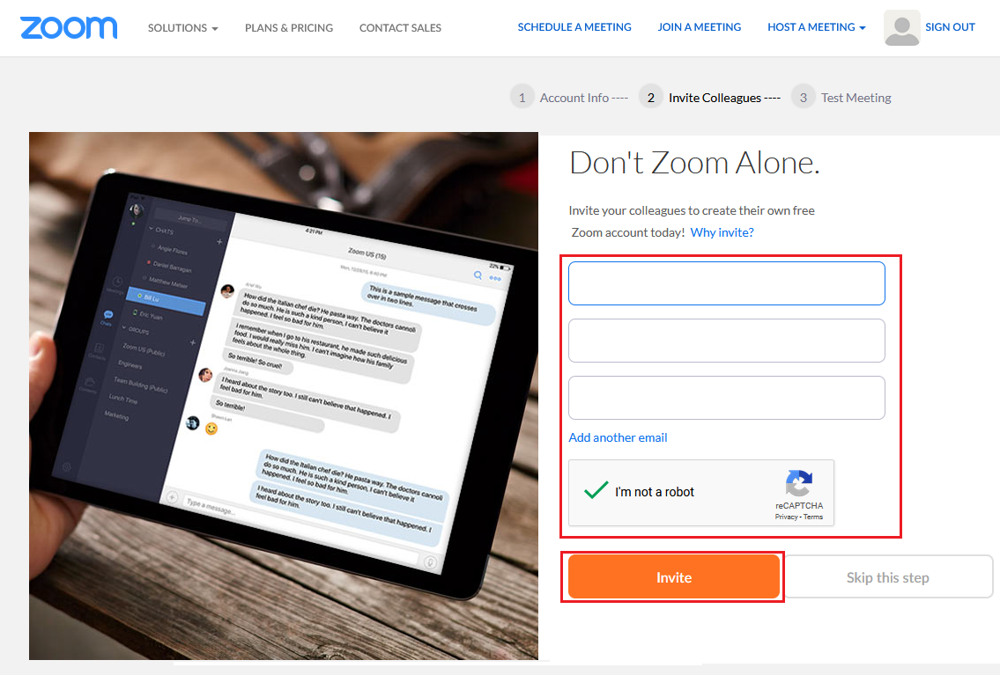 zoom
SOLUTIONS
PLANS & PRICING
CONTACT SALES
SCHEDULE A MEETING
JOIN A MEETING
HOST A MEETING
SIGN OUT
1 Account Info ----
2 Invite Colleagues ----
3 Test Meeting
Jump To...
CHATS
Angie Flores
Daniel Barragan
Matthew Melear
Bill Lu
Eric Yuan
GROUPS
Zoom US (Public)
Engineers
Team Building (Public)
Lunch Time
Marketing
Chats
4:21 PM
22%
Zoom US (15)
This is a sample message that crosses
over in two lines.
How did the Italian chef die? He pasta way. The doctors cannoli
do so much. He is such a kind person, I can't believe it
happened. I feel so bad for him.
I remember when I go to his restaurant, he made such delicious
food. I would really miss him. I can't imagine how his family
feels about the whole thing.
So terrible! So cruel!
I heard about the story too. I still can't believe that happened. I
feel bad for him.
So terrible!
How did the Italian chef die? He pasta way. The doctors cannoli
do so much. He is such a kind person, I can't believe it
happened. I feel so bad for him.
I heard about the story too. I still can't believe that happened. I
feel bad for him.
Type a message...
Don't Zoom Alone.
Invite your colleagues to create their own free
Zoom account today! Why invite?
Add another email
I'm not a robot
reCAPTCHA
Privacy - Terms
Invite
Skip this step